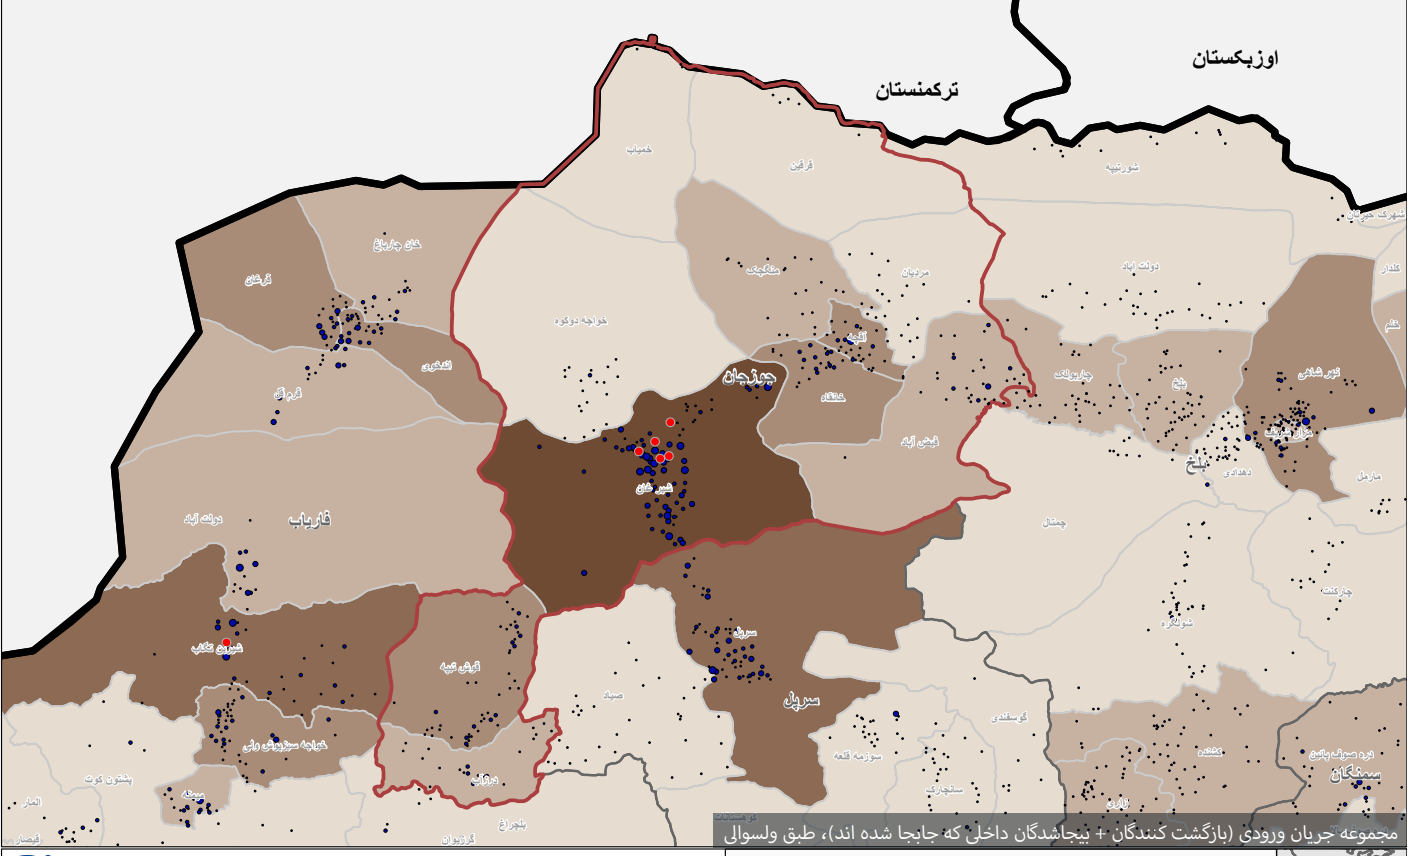 اوزبکستان
ترکمنستان
خمیاب
قرقین
شورتیپه
شهرک حیرتان
خان چارباغ
قرغان
منگجک
مردیان
دولت آباد
کلدار
خواجه دوکوه
آقچه
خلم
اندخوی
جوزجان
چاربولک
بلخ
نهر شاهی
قرم قل
خانقاه
فیض آباد
مزار شریف
بلخ
دهدادی
مارمل
شبرغان
دولت آباد
فاریاب
چمتال
چارکنت
شولگره
سرپل
شیرین تگاب
قوش تیپه
صیاد
سرپل
گوسفندی
خواجه سبزپوش ولی
سوزمه قلعه
کشنده
دره صوف پائین
سمنگان
پشتون کوت
درزاب
میمنه
سانچارک
زاری
المار
بلچراغ
کوهستانات
قیصار
گرزیوان
مجموعه جریان ورودی (بازگشت کنندگان + بیجاشدگان داخلی که جابجا شده اند)، طبق ولسوالی